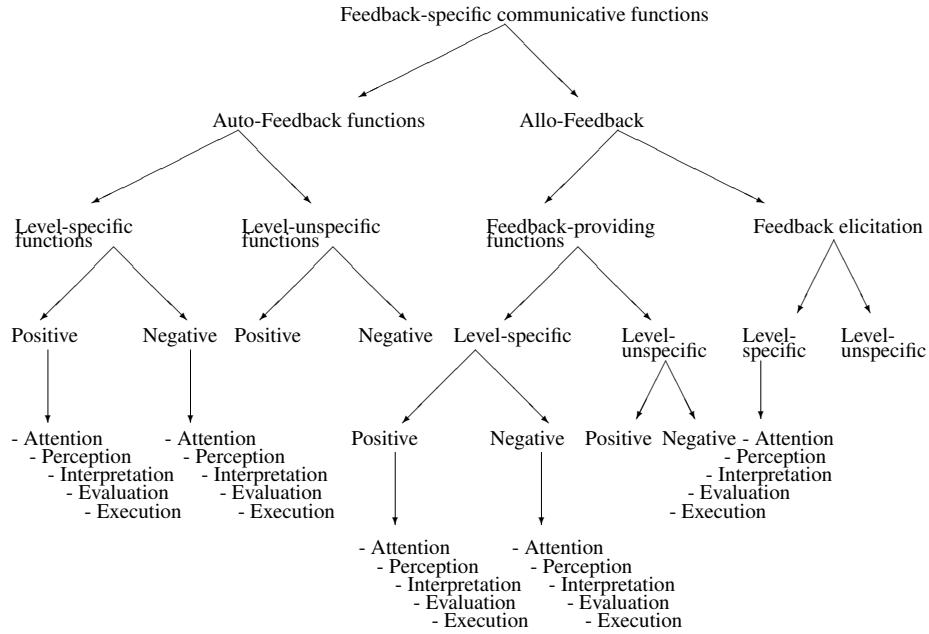 Feedback-specific communicative functions
Auto-Feedback functions
Allo-Feedback
Level-specific
functions
Level-unspecific
functions
Feedback-providing
functions
Feedback elicitation
Positive
Negative
Positive
Negative
Level-specific
Level-
unspecific
Level-
specific
Level-
unspecific
- Attention
- Perception
- Interpretation
- Evaluation
- Execution
- Attention
- Perception
- Interpretation
- Evaluation
- Execution
Positive
Negative
Positive
Negative
- Attention
- Perception
- Interpretation
- Evaluation
- Execution
- Attention
- Perception
- Interpretation
- Evaluation
- Execution
- Attention
- Perception
- Interpretation
- Evaluation
- Execution